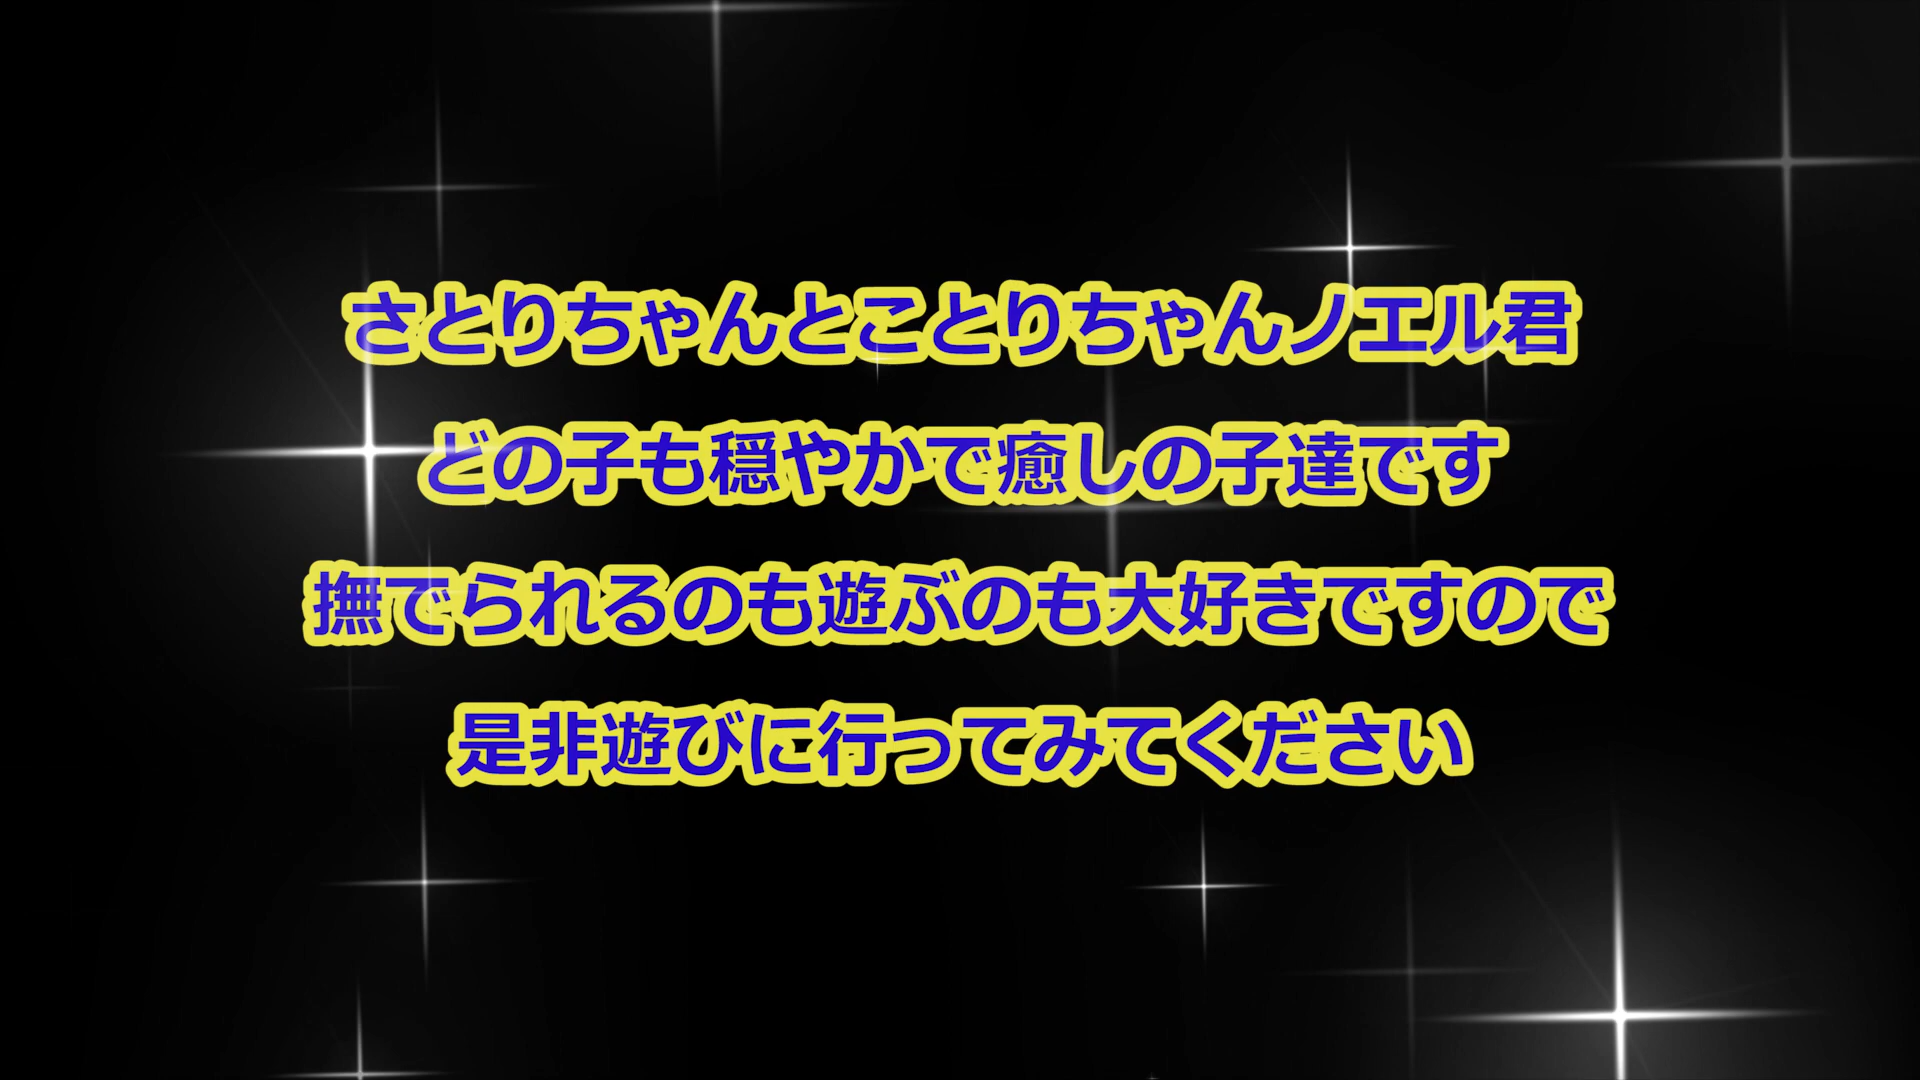 さとりちゃんとことりちゃんノエル君
どの子も穏やかで癒しの子達です
撫でられるのも遊ぶのも大好きですので
是非遊びに行ってみてください